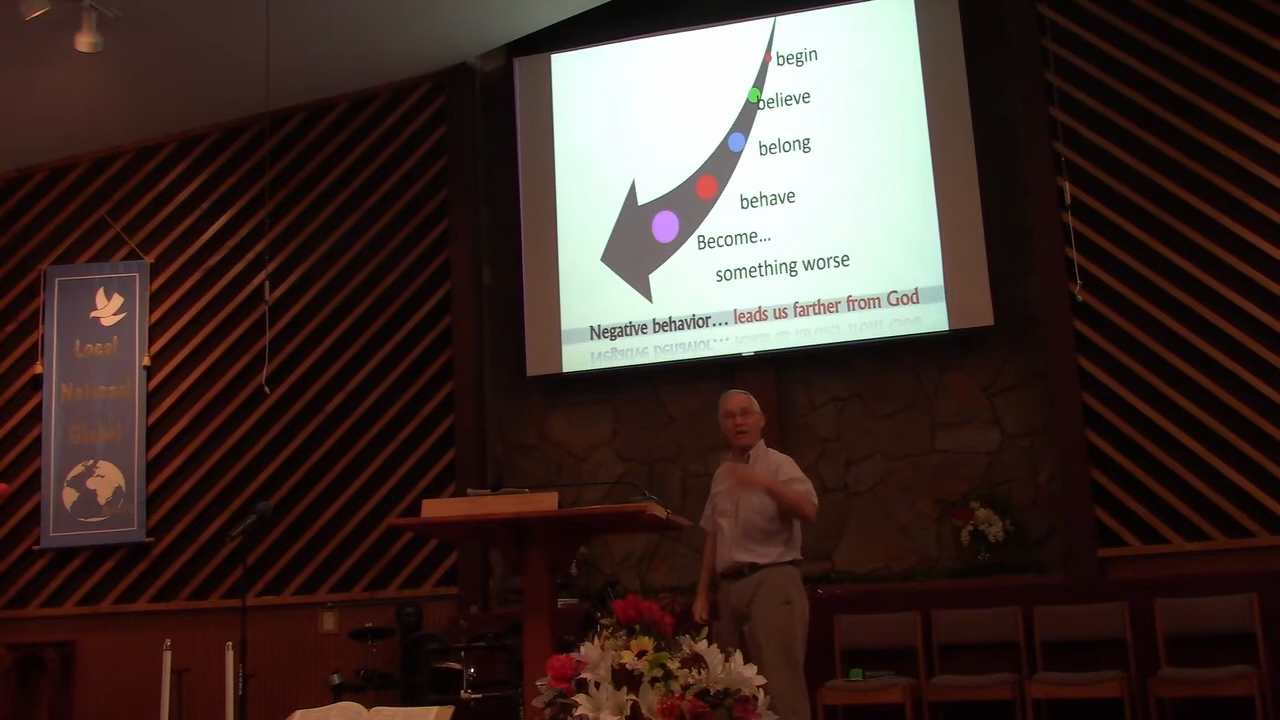 begin
believe
belong
behave
Become...
something worse
Negative behavior... leads us farther from God
Local
National
Global